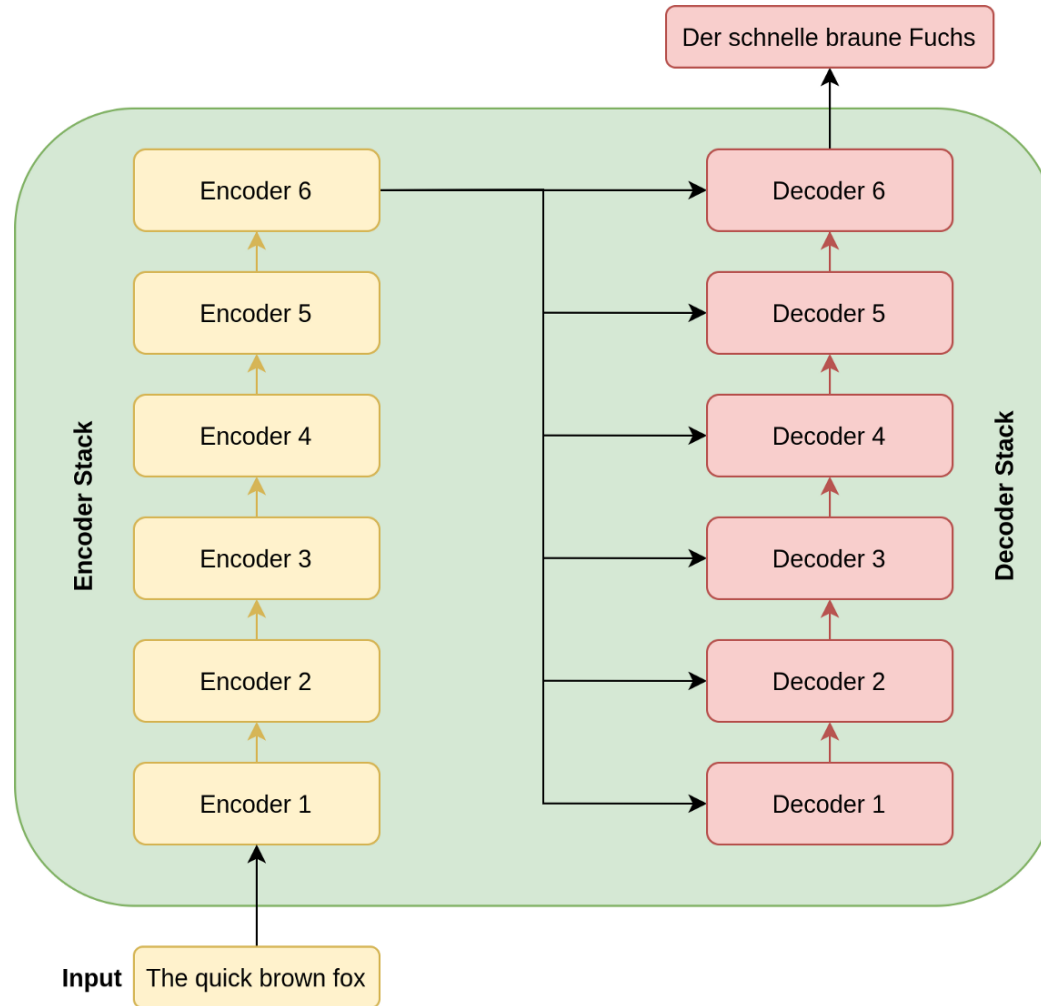 Der schnelle braune Fuchs
Encoder 6
Decoder 6
Encoder 5
Decoder 5
Encoder 4
Decoder 4
Encoder Stack
Decoder Stack
Encoder 3
Decoder 3
Encoder 2
Decoder 2
Encoder 1
Decoder 1
Input
The quick brown fox